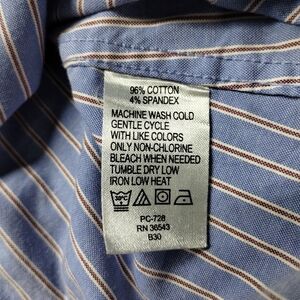 96% COTTON
4% SPANDEX
MACHINE WASH COLD
GENTLE CYCLE
WITH LIKE COLORS
ONLY NON-CHLORINE
BLEACH WHEN NEEDED
TUMBLE DRY LOW
IRON LOW HEAT
PC-728
RN 36543
B30